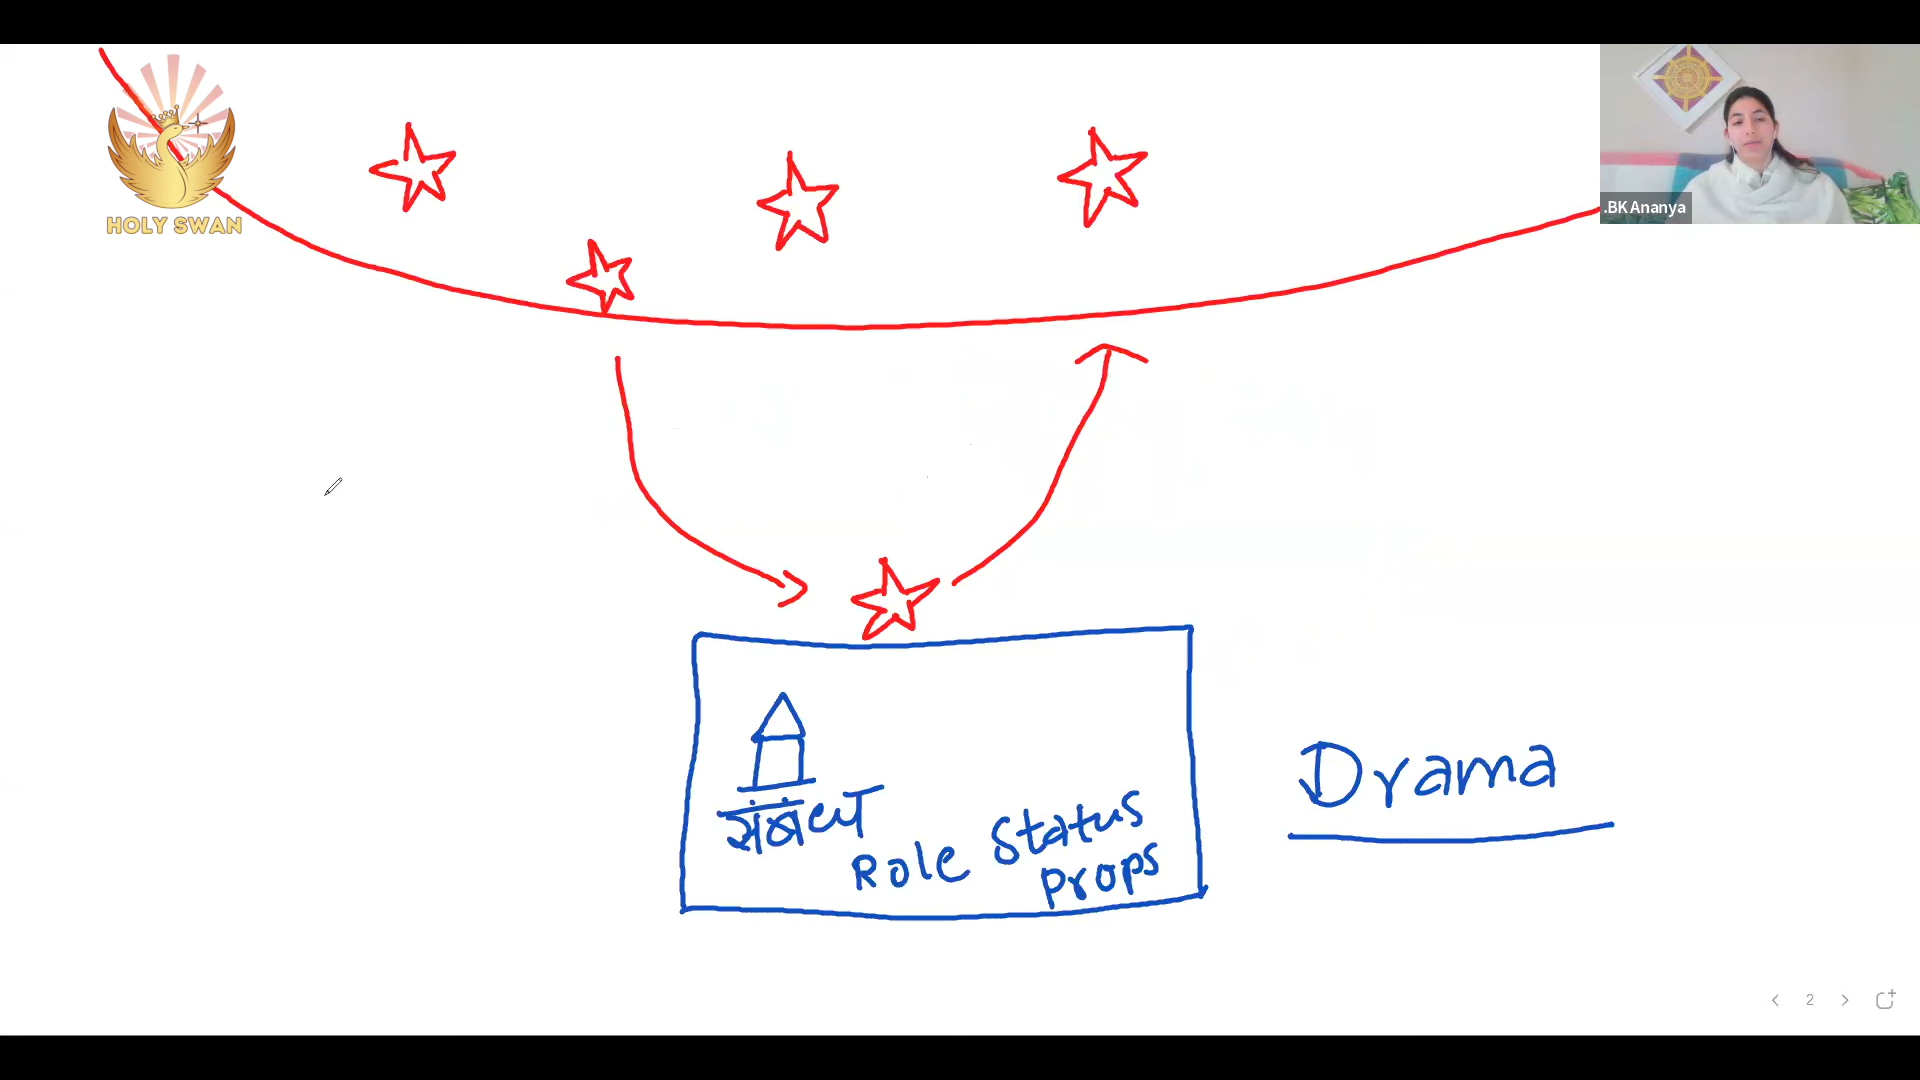 HOLY SWAN
.BK Ananya
Drama
संबंधो
Role Status
Props
2